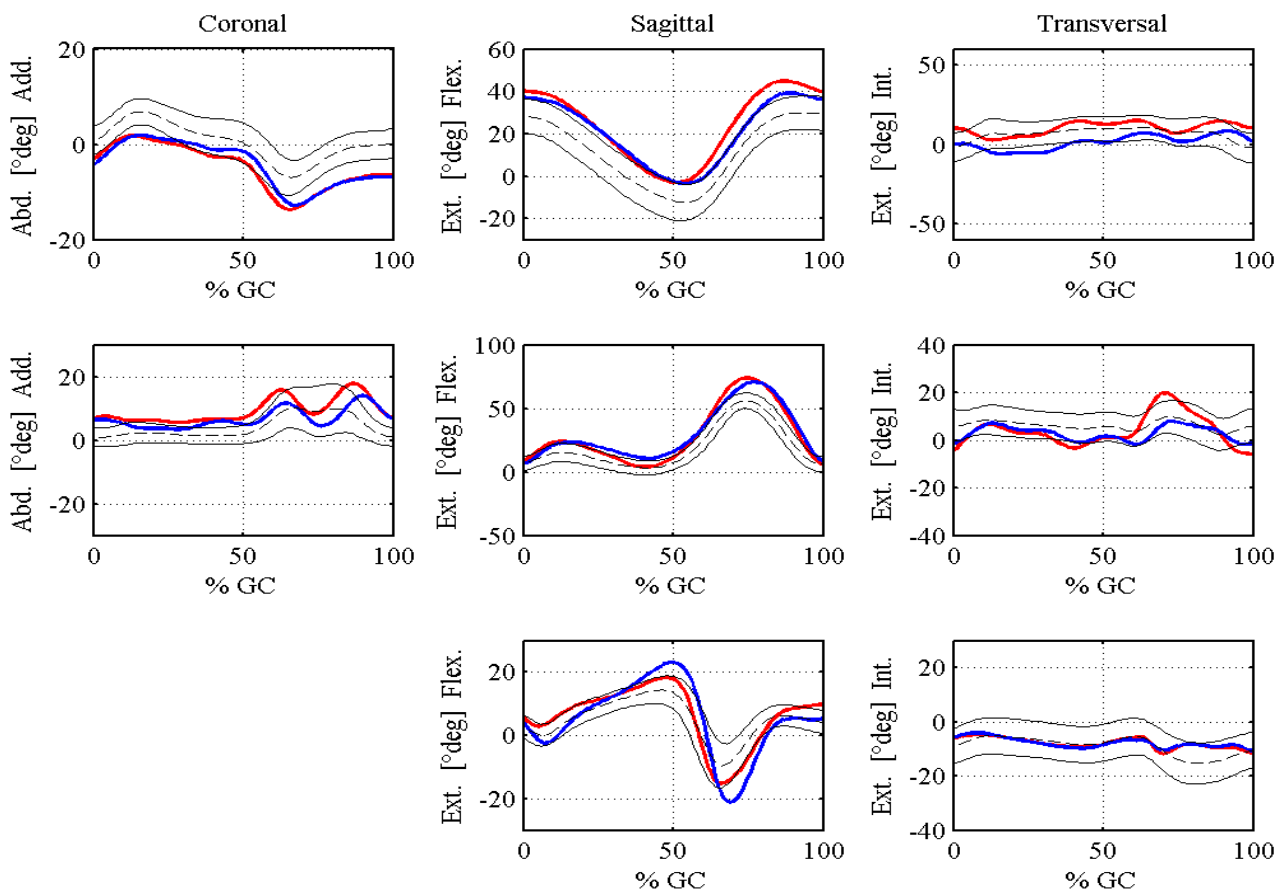 Coronal
Sagittal
Transversal
Abd. [°deg] Add.
20
0
-20
0
50
100
% GC
Ext. [°deg] Flex.
60
40
20
0
-20
0
50
100
% GC
Ext. [°deg] Int.
50
0
-50
0
50
100
% GC
Abd. [°deg] Add.
20
0
-20
0
50
100
% GC
Ext. [°deg] Flex.
100
50
0
-50
0
50
100
% GC
Ext. [°deg] Int.
40
20
0
-20
-40
0
50
100
% GC
Ext. [°deg] Flex.
20
0
-20
0
50
100
% GC
Ext. [°deg] Int.
20
0
-20
-40
0
50
100
% GC